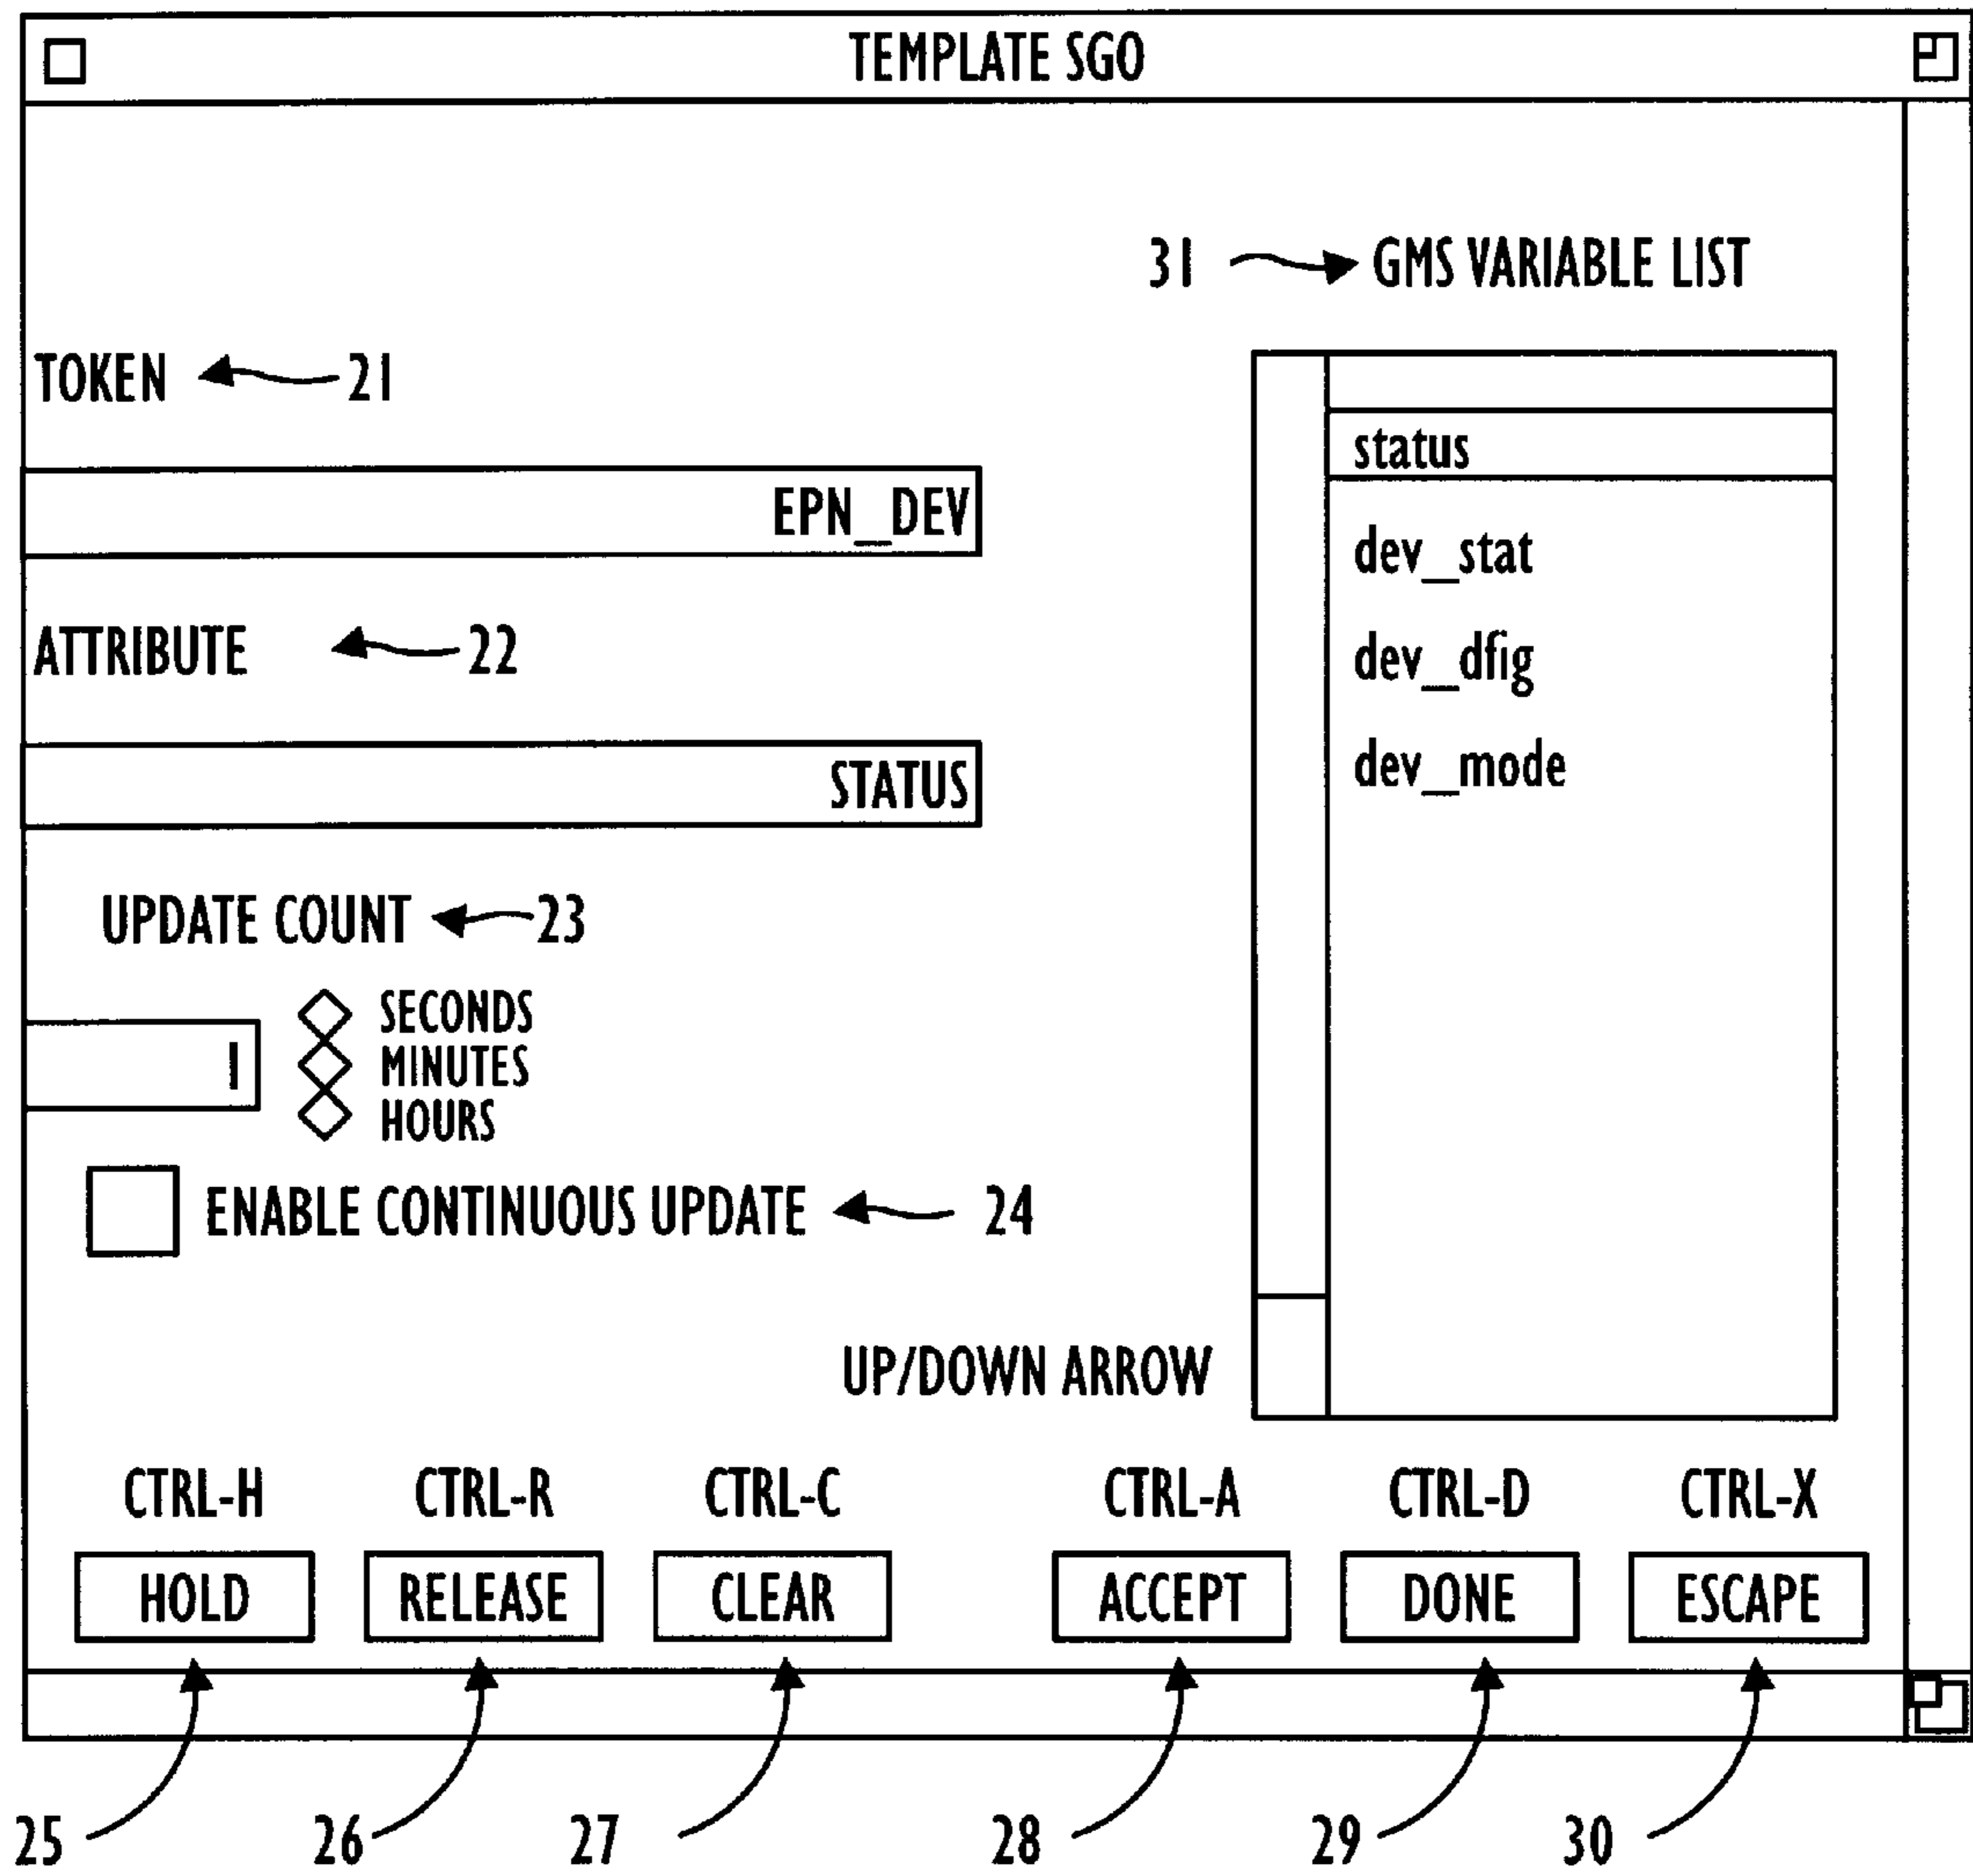 TEMPLATE SGO
31 GMS VARIABLE LIST
TOKEN 21
EPN_DEV
ATTRIBUTE 22
STATUS
UPDATE COUNT 23
1
SECONDS
MINUTES
HOURS
ENABLE CONTINUOUS UPDATE 24
status
dev_stat
dev_dfig
dev_mode
UP/DOWN ARROW
CTRL-H CTRL-R CTRL-C CTRL-A CTRL-D CTRL-X
HOLD RELEASE CLEAR ACCEPT DONE ESCAPE
25 26 27 28 29 30